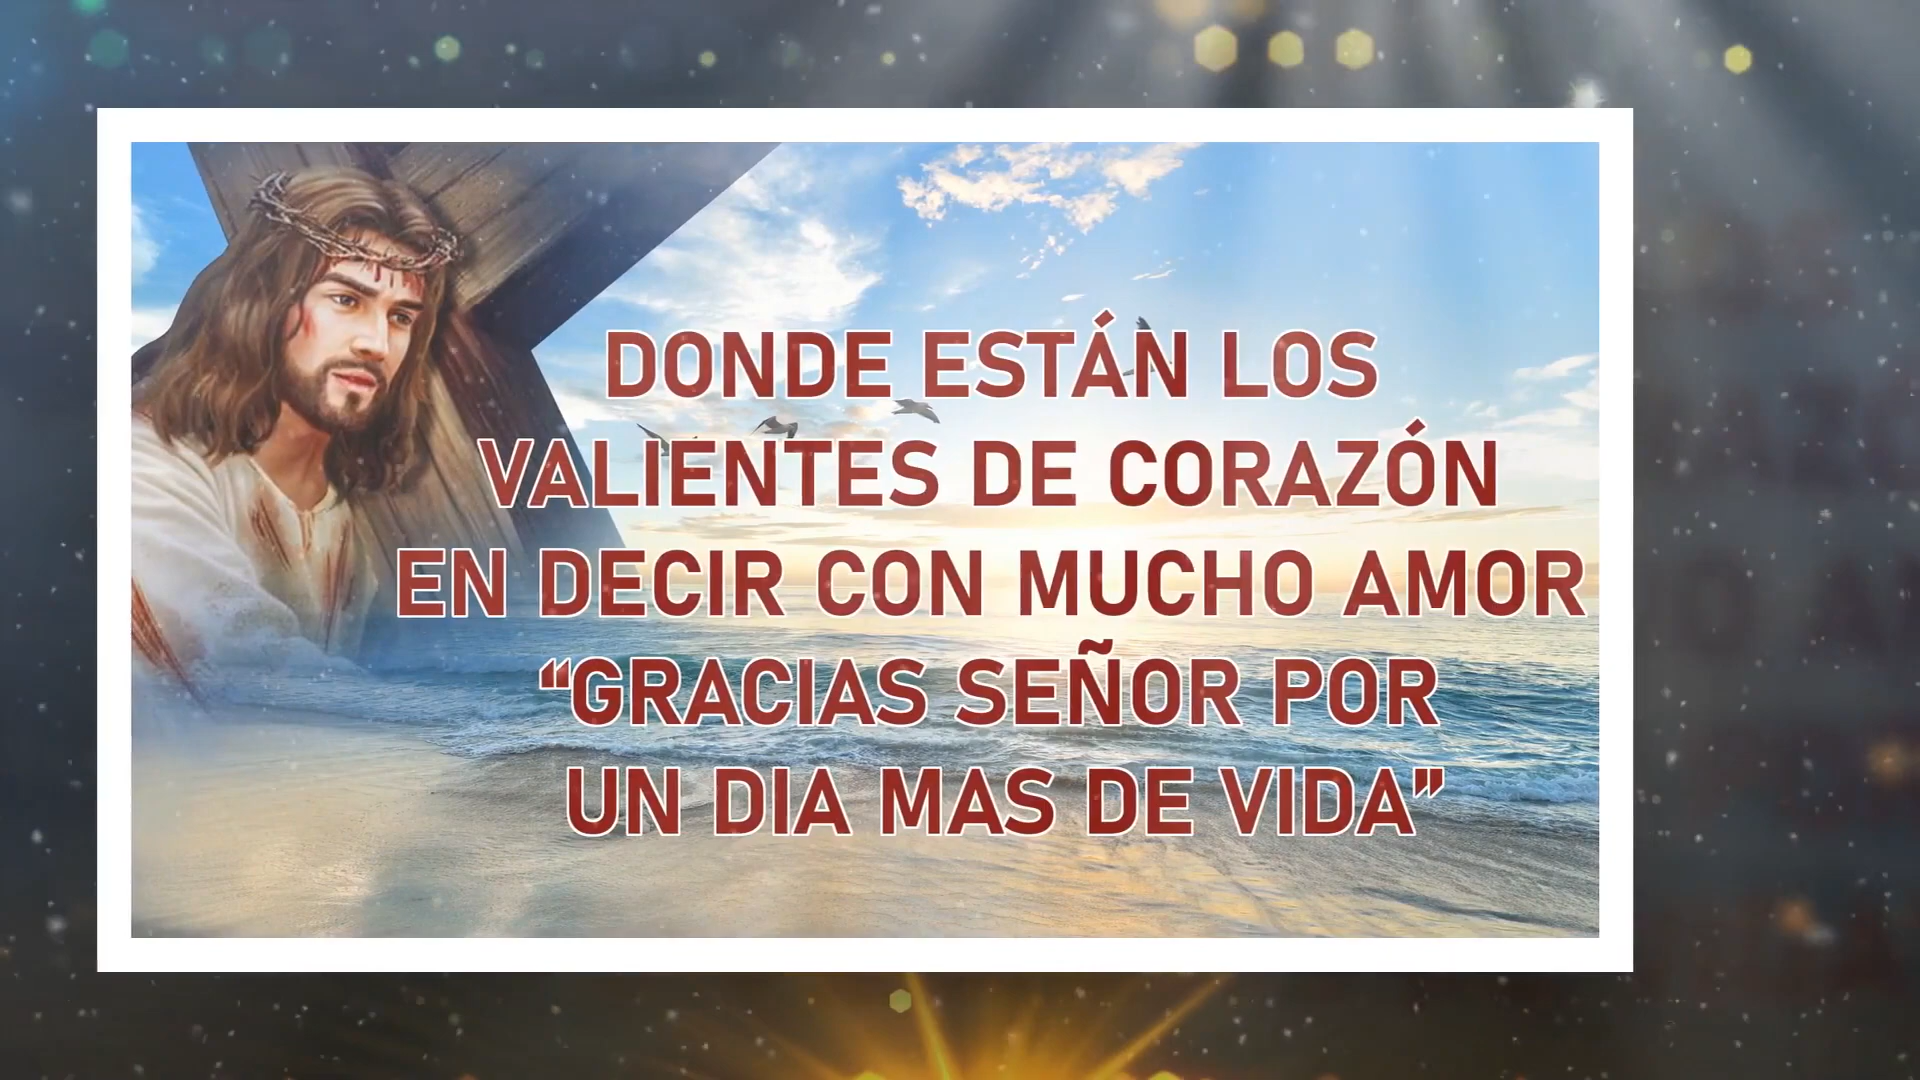 DONDE ESTÁN LOS
VALIENTES DE CORAZÓN
EN DECIR CON MUCHO AMOR
“GRACIAS SEÑOR POR
UN DIA MAS DE VIDA”